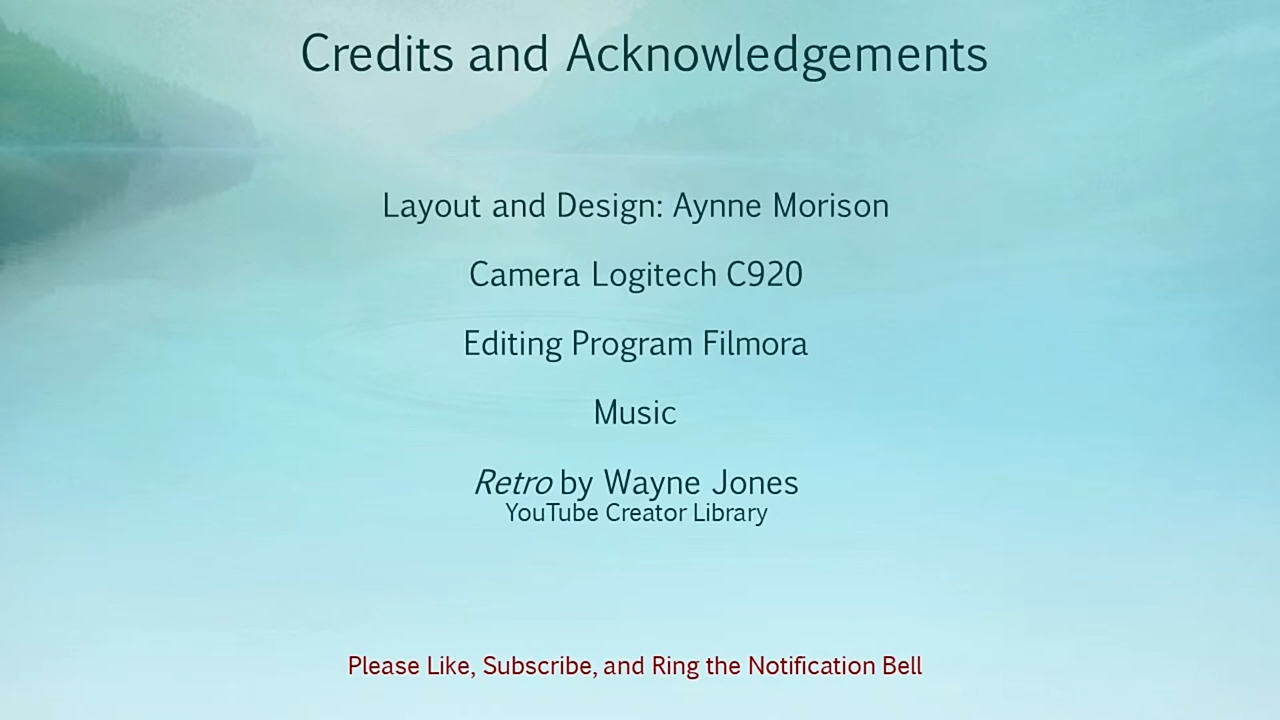 Credits and Acknowledgements
Layout and Design: Aynne Morison
Camera Logitech C920
Editing Program Filmora
Music
Retro by Wayne Jones
YouTube Creator Library
Please Like, Subscribe, and Ring the Notification Bell